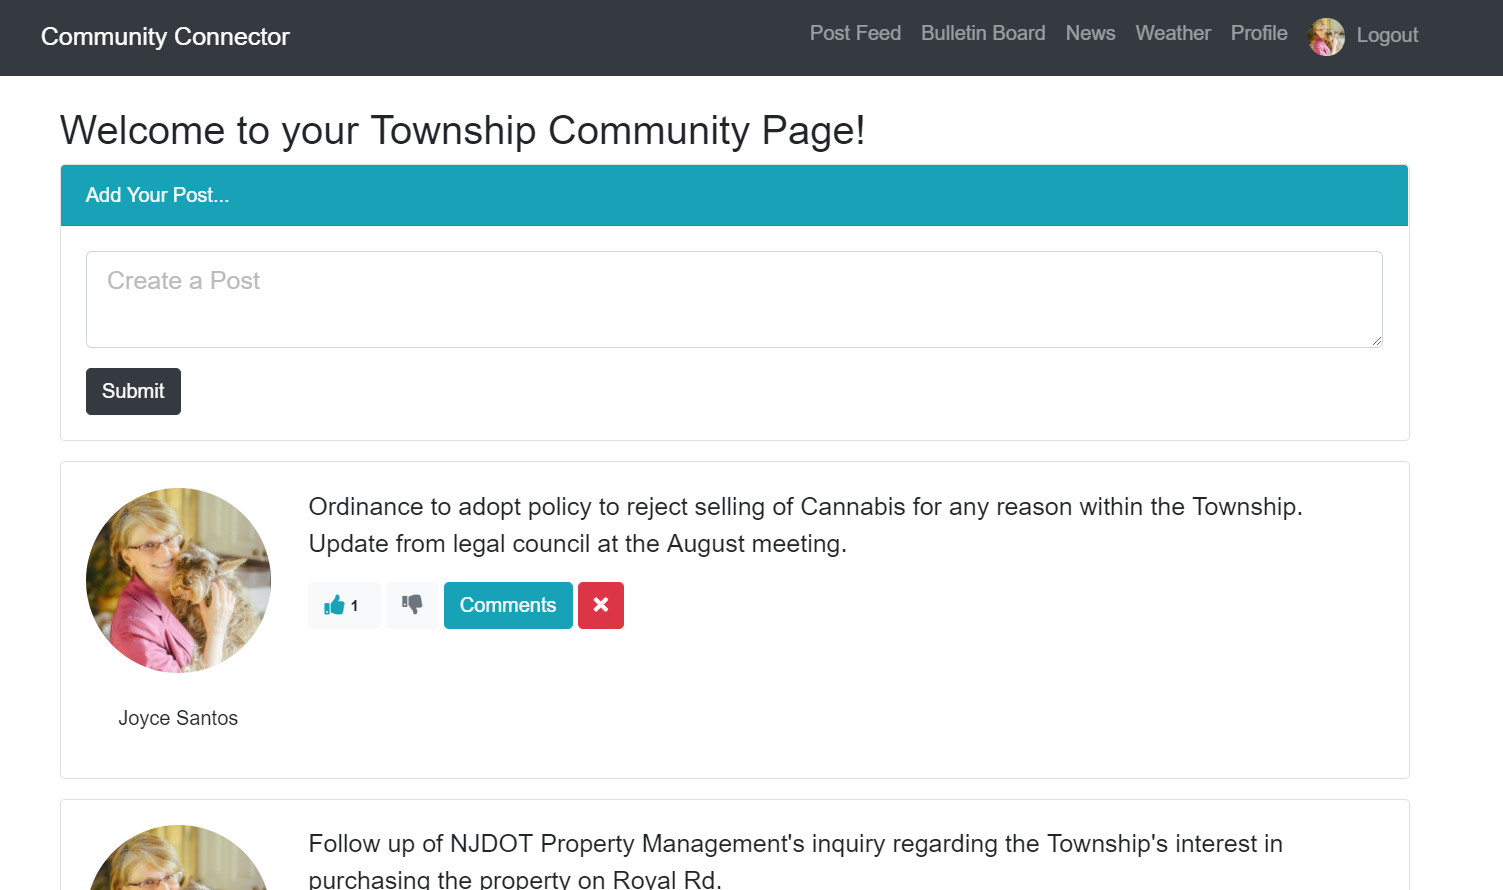 Community Connector
Post Feed Bulletin Board News Weather Profile Logout
Welcome to your Township Community Page!
Add Your Post...
Create a Post
Submit
Ordinance to adopt policy to reject selling of Cannabis for any reason within the Township.
Update from legal council at the August meeting.
1 Comments
Joyce Santos
Follow up of NJDOT Property Management's inquiry regarding the Township's interest in
purchasing the property on Royal Rd.